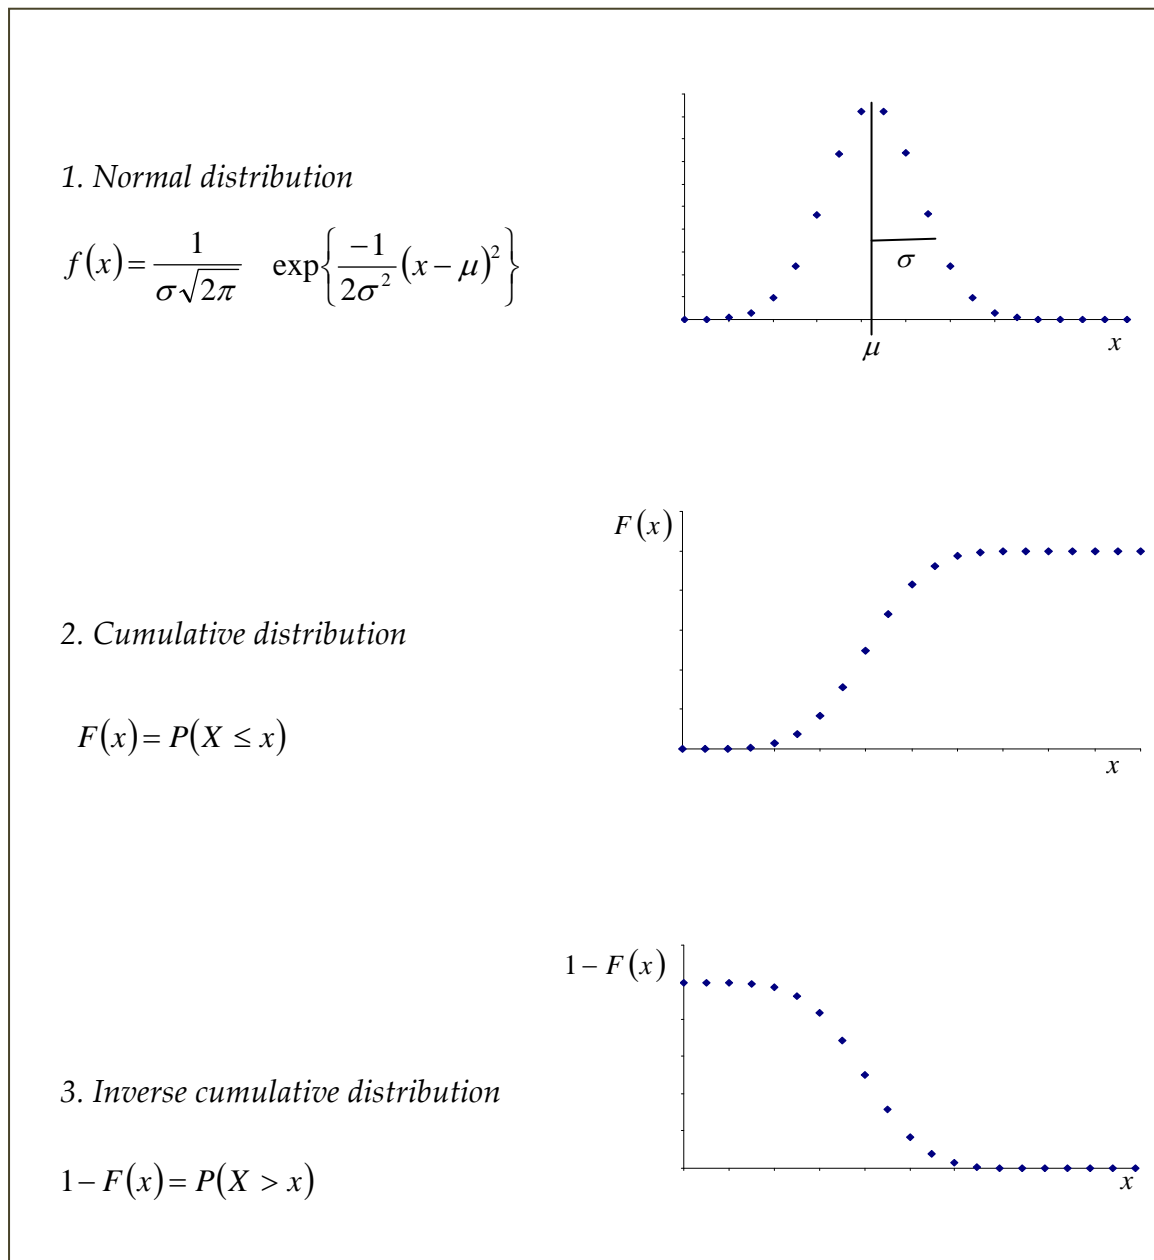 1. Normal distribution
f(x) = 1/(σ√2π) exp{-1/(2σ²) (x − μ)²}
σ
μ
x
F(x)
2. Cumulative distribution
F(x) = P(X ≤ x)
x
1 − F(x)
3. Inverse cumulative distribution
1 − F(x) = P(X > x)
x